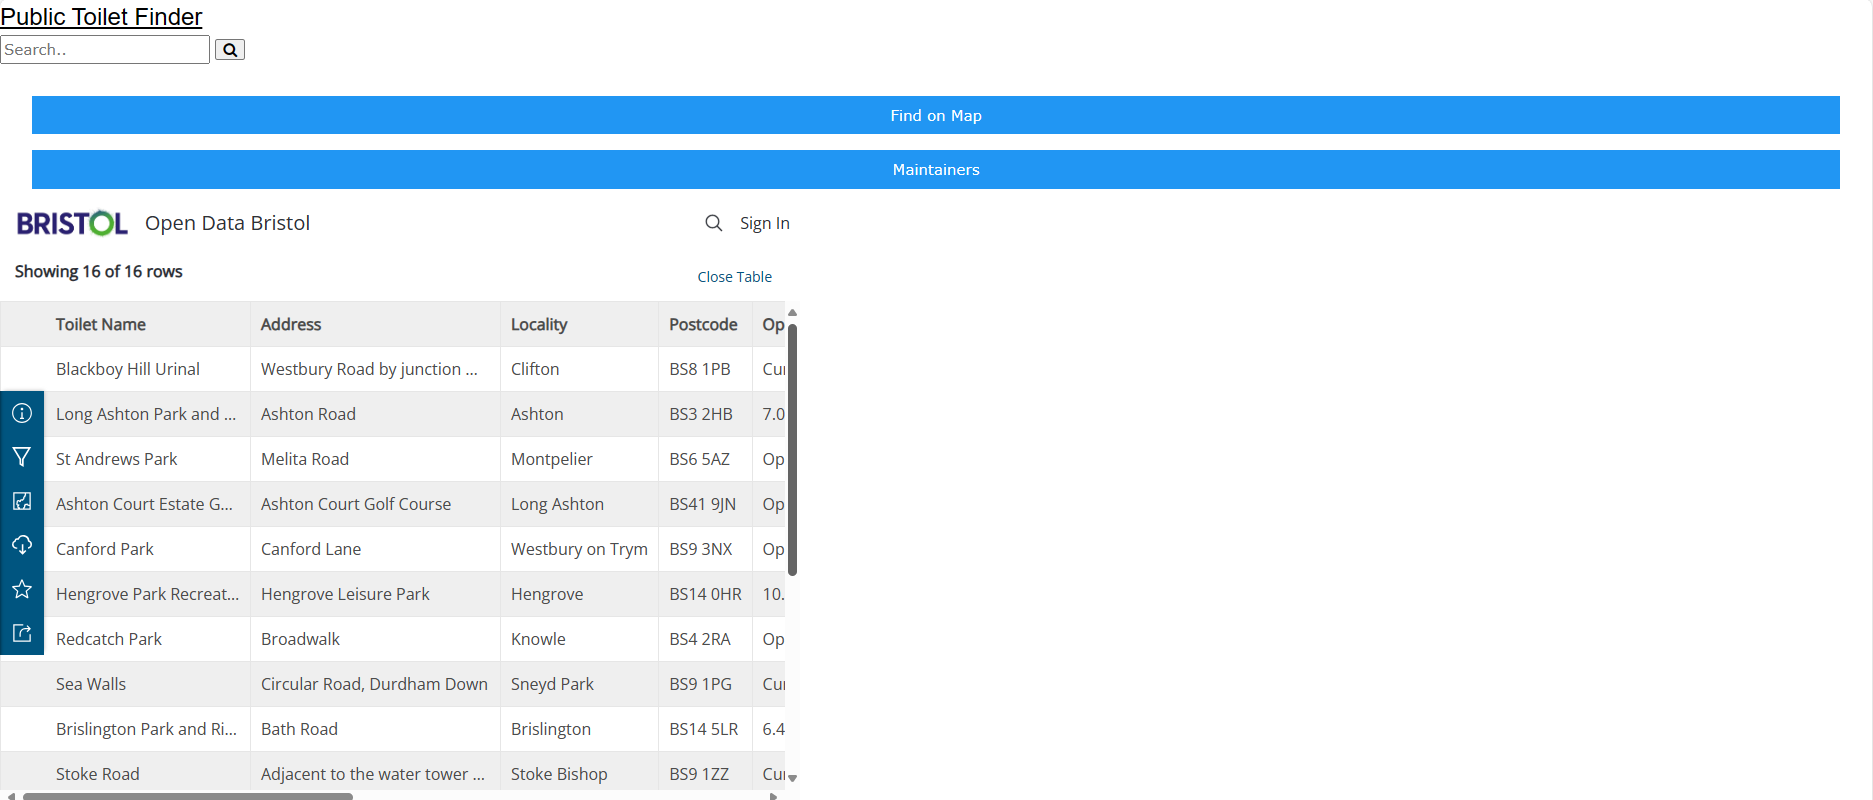 Public Toilet Finder
Search..
Find on Map
Maintainers
BRISTOL Open Data Bristol Sign In
Showing 16 of 16 rows Close Table
Toilet Name Address Locality Postcode Op
Blackboy Hill Urinal Westbury Road by junction ... Clifton BS8 1PB Cur
Long Ashton Park and ... Ashton Road Ashton BS3 2HB 7.0
St Andrews Park Melita Road Montpelier BS6 5AZ Op
Ashton Court Estate G... Ashton Court Golf Course Long Ashton BS41 9JN Op
Canford Park Canford Lane Westbury on Trym BS9 3NX Op
Hengrove Park Recreat... Hengrove Leisure Park Hengrove BS14 0HR 10.
Redcatch Park Broadwalk Knowle BS4 2RA Op
Sea Walls Circular Road, Durdham Down Sneyd Park BS9 1PG Cur
Brislington Park and Ri... Bath Road Brislington BS14 5LR 6.4
Stoke Road Adjacent to the water tower ... Stoke Bishop BS9 1ZZ Cur